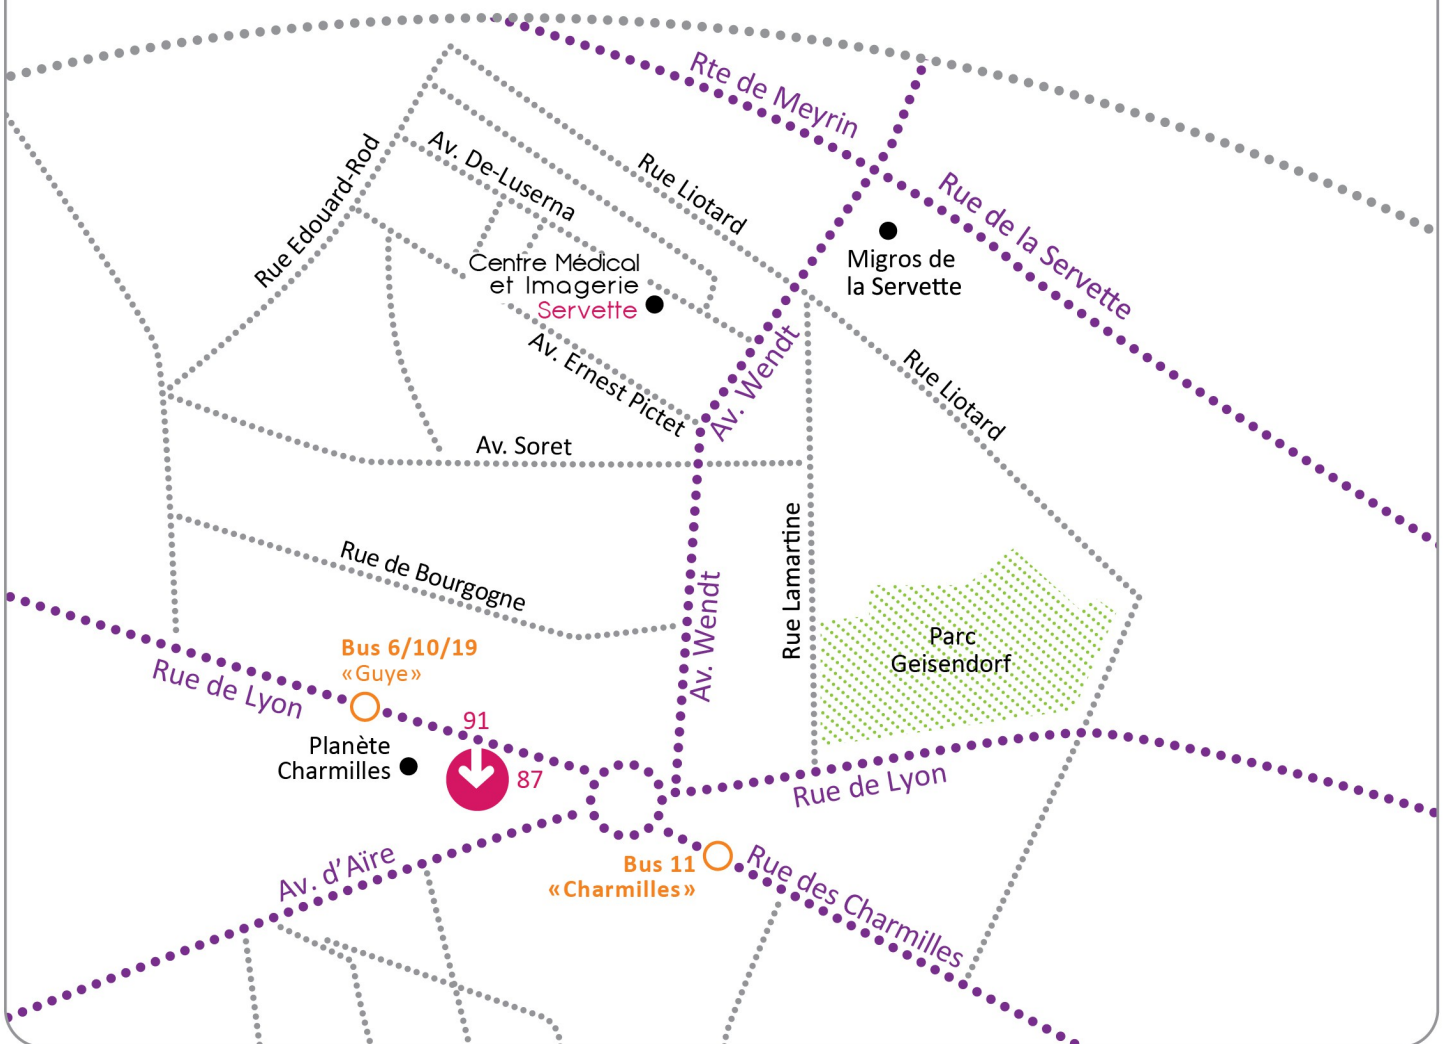 Rte de Meyrin
Av. De-Luserna
Rue Liotard
Rue Edouard-Rod
Rue de la Servette
Centre Médical
et Imagerie
Servette
Migros de
la Servette
Av. Ernest Pictet
Av. Wendt
Rue Liotard
Av. Soret
Rue de Bourgogne
Rue Lamartine
Av. Wendt
Parc
Geisendorf
Bus 6/10/19
«Guye»
Rue de Lyon
91
87
Planète
Charmilles
Rue de Lyon
Av. d’Aïre
Bus 11
«Charmilles»
Rue des Charmilles